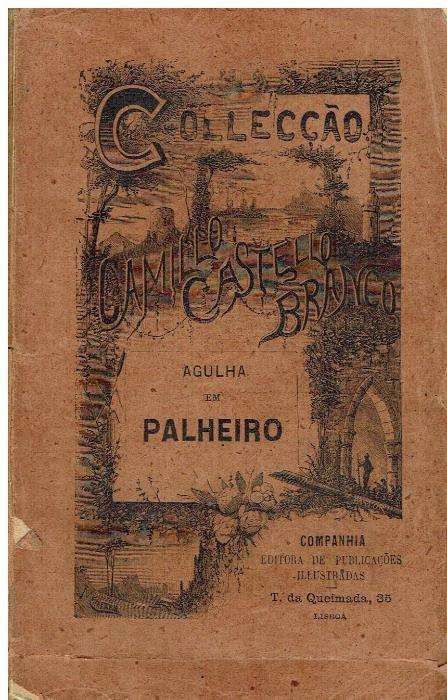 COLLECÇÃO
CAMILLO
CASTELLO
BRANCO
AGULHA
EM
PALHEIRO
COMPANHIA
EDITORA DE PUBLICAÇÕES
ILLUSTRADAS
T. da Queimada, 35
LISBOA